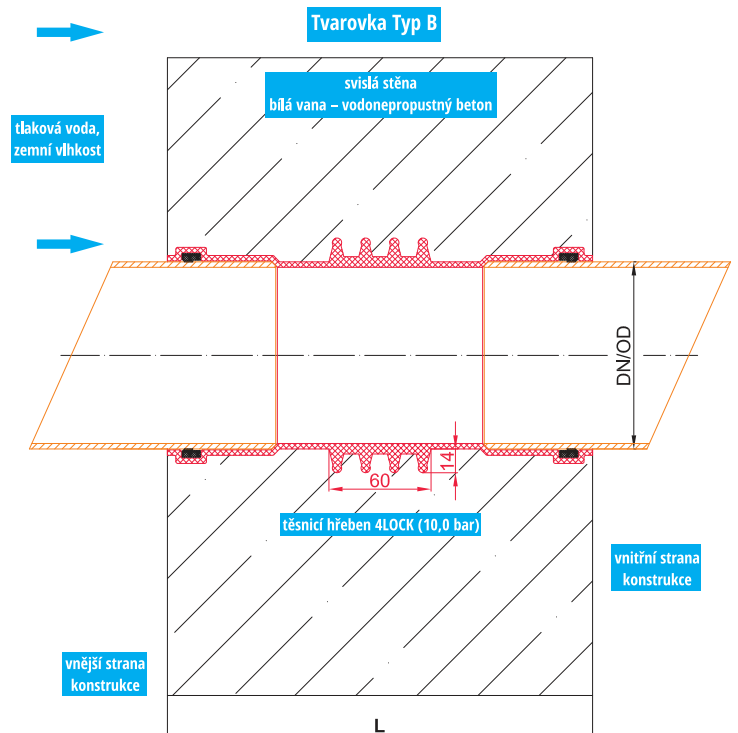 Tvarovka Typ B
svislá stěna
bílá vana – vodonepropustný beton
tlaková voda,
zemní vlhkost
DN/OD
14
60
těsnicí hřeben 4LOCK (10,0 bar)
vnitřní strana
konstrukce
vnější strana
konstrukce
L